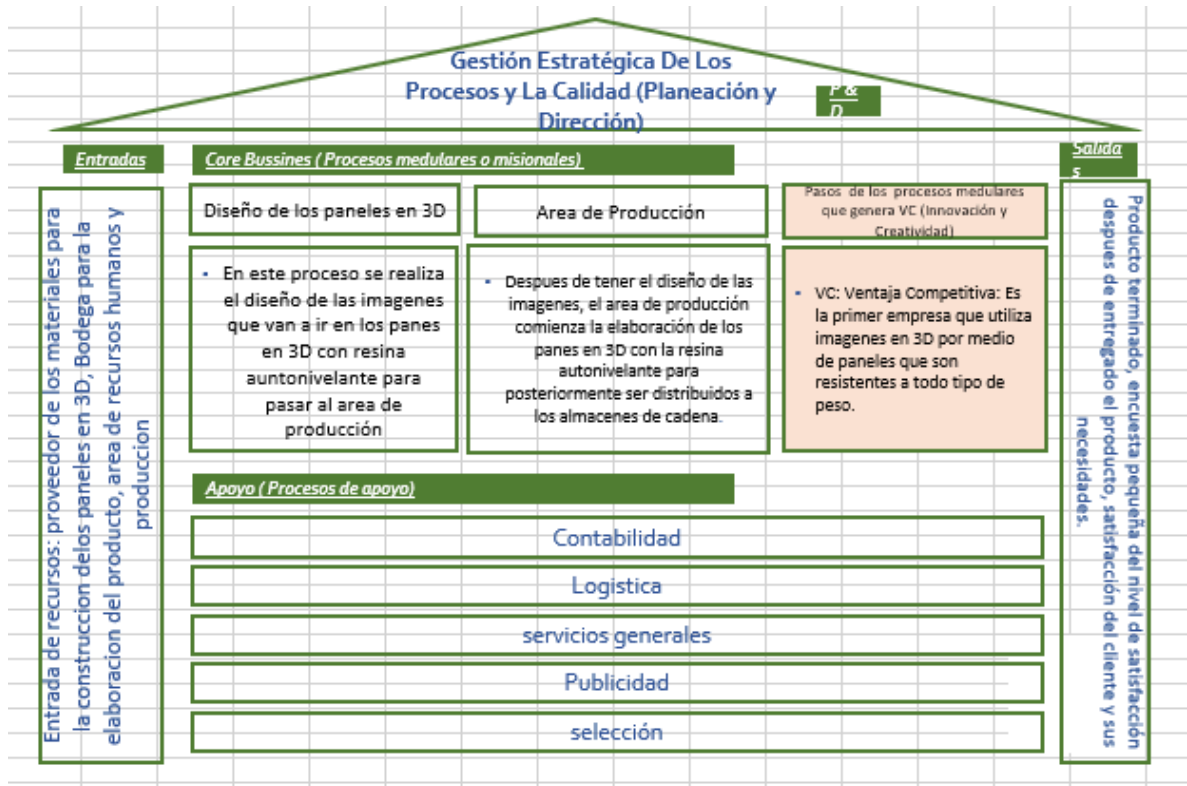 Gestión Estratégica De Los
Procesos y La Calidad (Planeación y
Dirección)
P &
D
Entradas
Core Bussines ( Procesos medulares o misionales)
Salida
s
Entrada de recursos: proveedor de los materiales para
la construccion delos paneles en 3D, Bodega para la
elaboracion del producto, area de recursos humanos y
produccion
Diseño de los paneles en 3D
Area de Producción
Pasos de los procesos medulares
que genera VC (Innovación y
Creatividad)
• En este proceso se realiza
el diseño de las imagenes
que van a ir en los panes
en 3D con resina
auntonivelante para
pasar al area de
producción
• Despues de tener el diseño de las
imagenes, el area de producción
comienza la elaboración de los
panes en 3D con la resina
autonivelante para
posteriormente ser distribuidos a
los almacenes de cadena.
• VC: Ventaja Competitiva: Es
la primer empresa que utiliza
imagenes en 3D por medio
de paneles que son
resistentes a todo tipo de
peso.
Producto terminado, encuesta pequeña del nivel de satisfacción
despues de entregado el producto, satisfacción del cliente y sus
necesidades.
Apoyo ( Procesos de apoyo)
Contabilidad
Logistica
servicios generales
Publicidad
selección